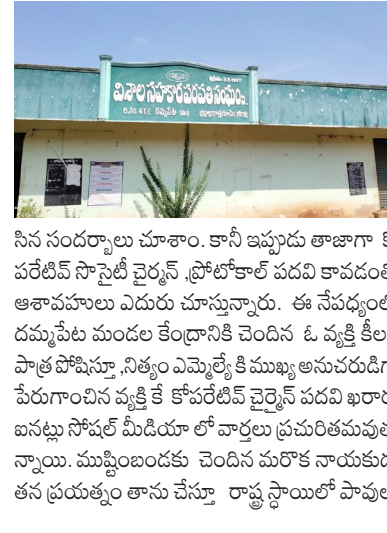 విశాల సహకార పరపతి సంఘం
సిన సందర్భాలు చూశాం. కానీ ఇప్పుడు తాజాగా
పరేటివ్ సొసైటీ చైర్మన్ ,ప్రోటోకాల్ పదవి కావడంతో
ఆశావహులు ఎదురు చూస్తున్నారు. ఈ నేపధ్యంలో
దమ్మపేట మండల కేంద్రానికి చెందిన ఓ వ్యక్తి కీల
పాత్ర పోషిస్తూ ,నిత్యం ఎమ్మెల్యే కి ముఖ్య అనుచరుడిగ
పేరుగాంచిన వ్యక్తి కే కోపరేటివ్ చైర్మైన్ పదవి ఖరార
ఐనట్లు సోషల్ మీడియా లో వార్తలు ప్రచురితమవుత
న్నాయి. ముష్టిబండకు చెందిన మరొక నాయకుడ
తన ప్రయత్నం తాను చేస్తూ రాష్ట్ర స్థాయిలో పావుల